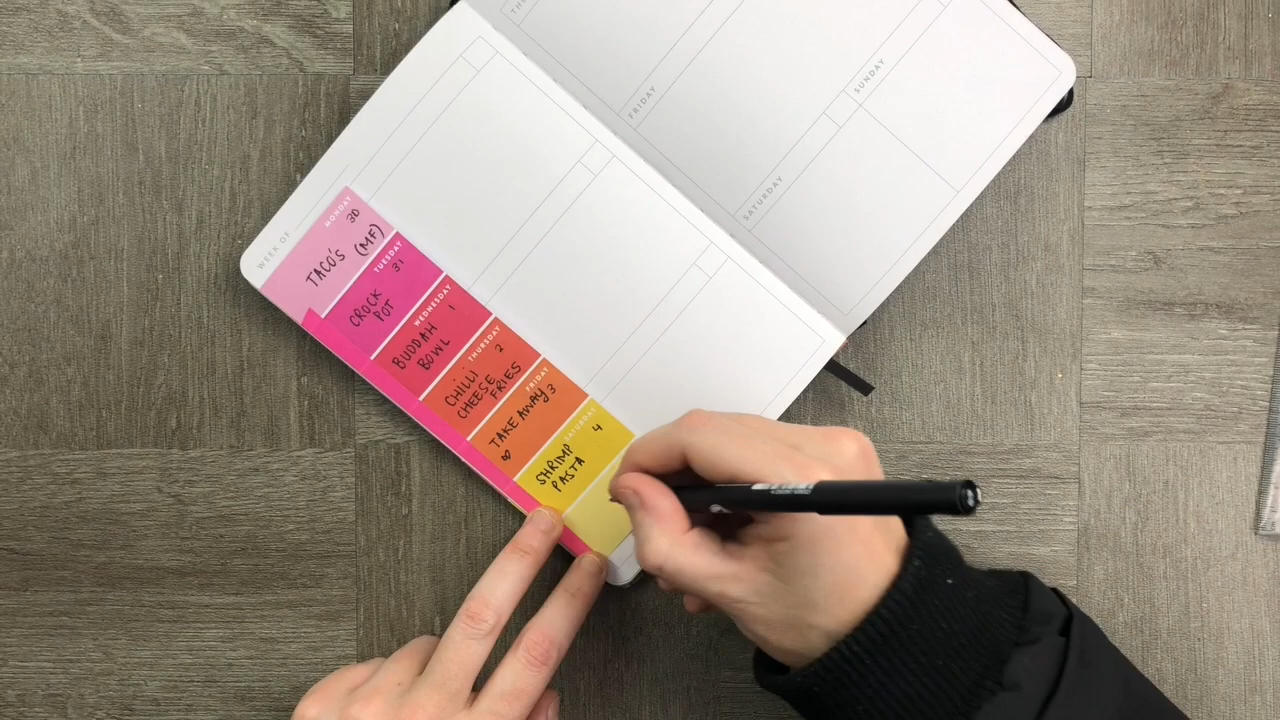 WEEK OF
MONDAY
30
TACO'S (MF)
TUESDAY
31
CROCK
POT
WEDNESDAY
1
BUDDAH
BOWL
THURSDAY
2
CHILLI
CHEESE
FRIES
FRIDAY
3
TAKE AWAY
SATURDAY
4
SHRIMP
PASTA
FRIDAY
SATURDAY
SUNDAY